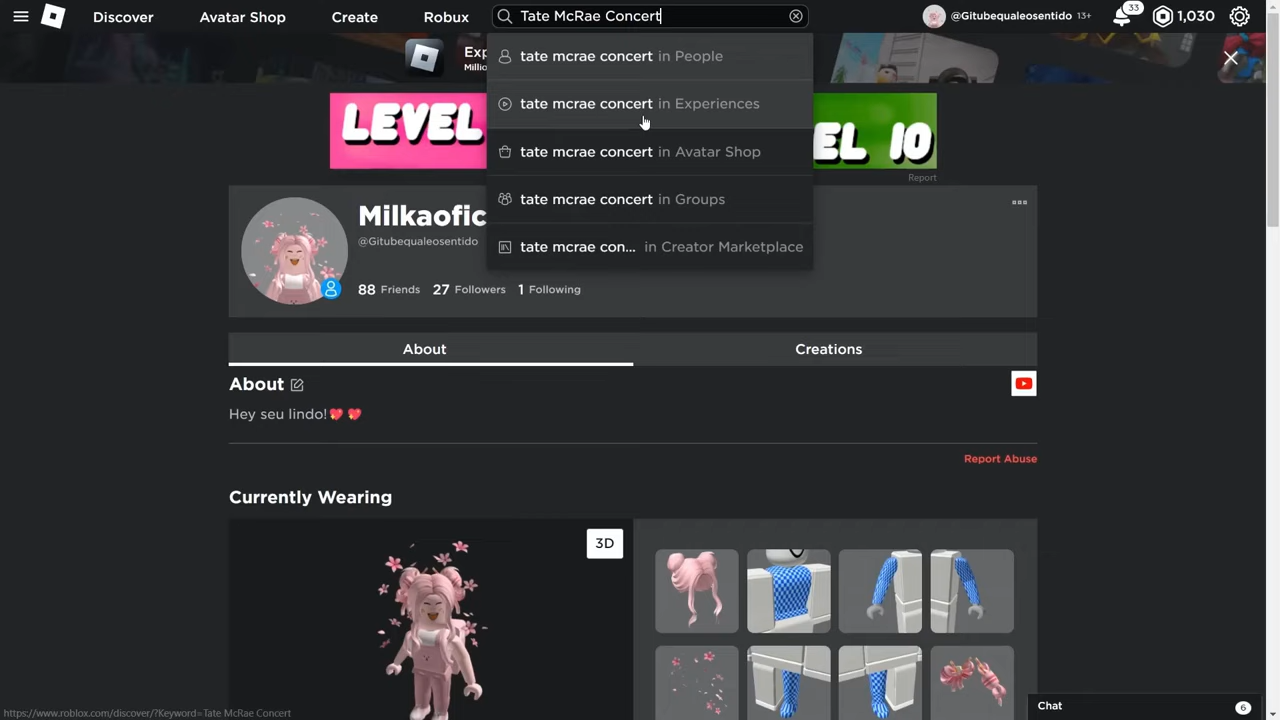 Discover
Avatar Shop
Create
Robux
Tate McRae Concert
@Gitubequaleosentido 13+
33
1,030
tate mcrae concert in People
tate mcrae concert in Experiences
tate mcrae concert in Avatar Shop
tate mcrae concert in Groups
tate mcrae con... in Creator Marketplace
Exp
Milli
LEVEL
EL 10
Report
Milkaofic
@Gitubequaleosentido
88 Friends 27 Followers 1 Following
About
Creations
About
Hey seu lindo!💖 💖
Report Abuse
Currently Wearing
3D
https://www.roblox.com/discover/?Keyword=Tate McRae Concert
Chat
6